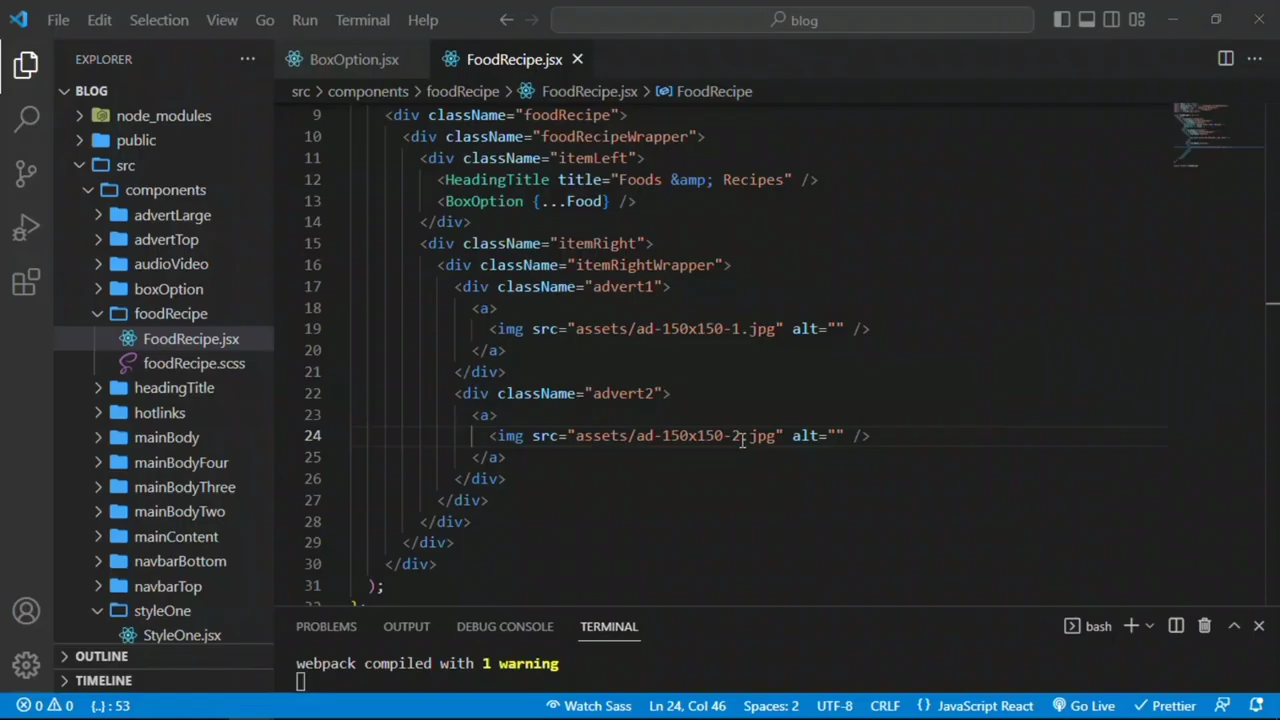 File Edit Selection View Go Run Terminal Help blog
EXPLORER
BoxOption.jsx FoodRecipe.jsx
BLOG
src > components > foodRecipe > FoodRecipe.jsx > FoodRecipe
node_modules
public
src
components
advertLarge
advertTop
audioVideo
boxOption
foodRecipe
FoodRecipe.jsx
foodRecipe.scss
headingTitle
hotlinks
mainBody
mainBodyFour
mainBodyThree
mainBodyTwo
mainContent
navbarBottom
navbarTop
styleOne
StyleOne.jsx
OUTLINE
TIMELINE
9 <div className="foodRecipe">
10 <div className="foodRecipeWrapper">
11 <div className="itemLeft">
12 <HeadingTitle title="Foods &amp; Recipes" />
13 <BoxOption {...Food} />
14 </div>
15 <div className="itemRight">
16 <div className="itemRightWrapper">
17 <div className="advert1">
18 <a>
19 <img src="assets/ad-150x150-1.jpg" alt="" />
20 </a>
21 </div>
22 <div className="advert2">
23 <a>
24 <img src="assets/ad-150x150-2.jpg" alt="" />
25 </a>
26 </div>
27 </div>
28 </div>
29 </div>
30 </div>
31 );
PROBLEMS OUTPUT DEBUG CONSOLE TERMINAL bash
webpack compiled with 1 warning
0 0 {..} : 53 Watch Sass Ln 24, Col 46 Spaces: 2 UTF-8 CRLF { } JavaScript React Go Live Prettier